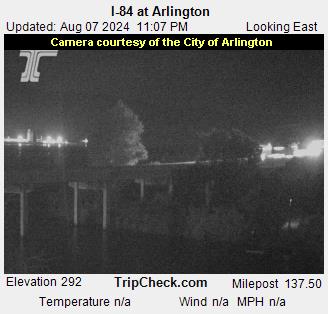 I-84 at Arlington
Updated: Aug 07 2024 11:07 PM Looking East
Camera courtesy of the City of Arlington
Elevation 292 TripCheck.com Milepost 137.50
Temperature n/a Wind n/a MPH n/a